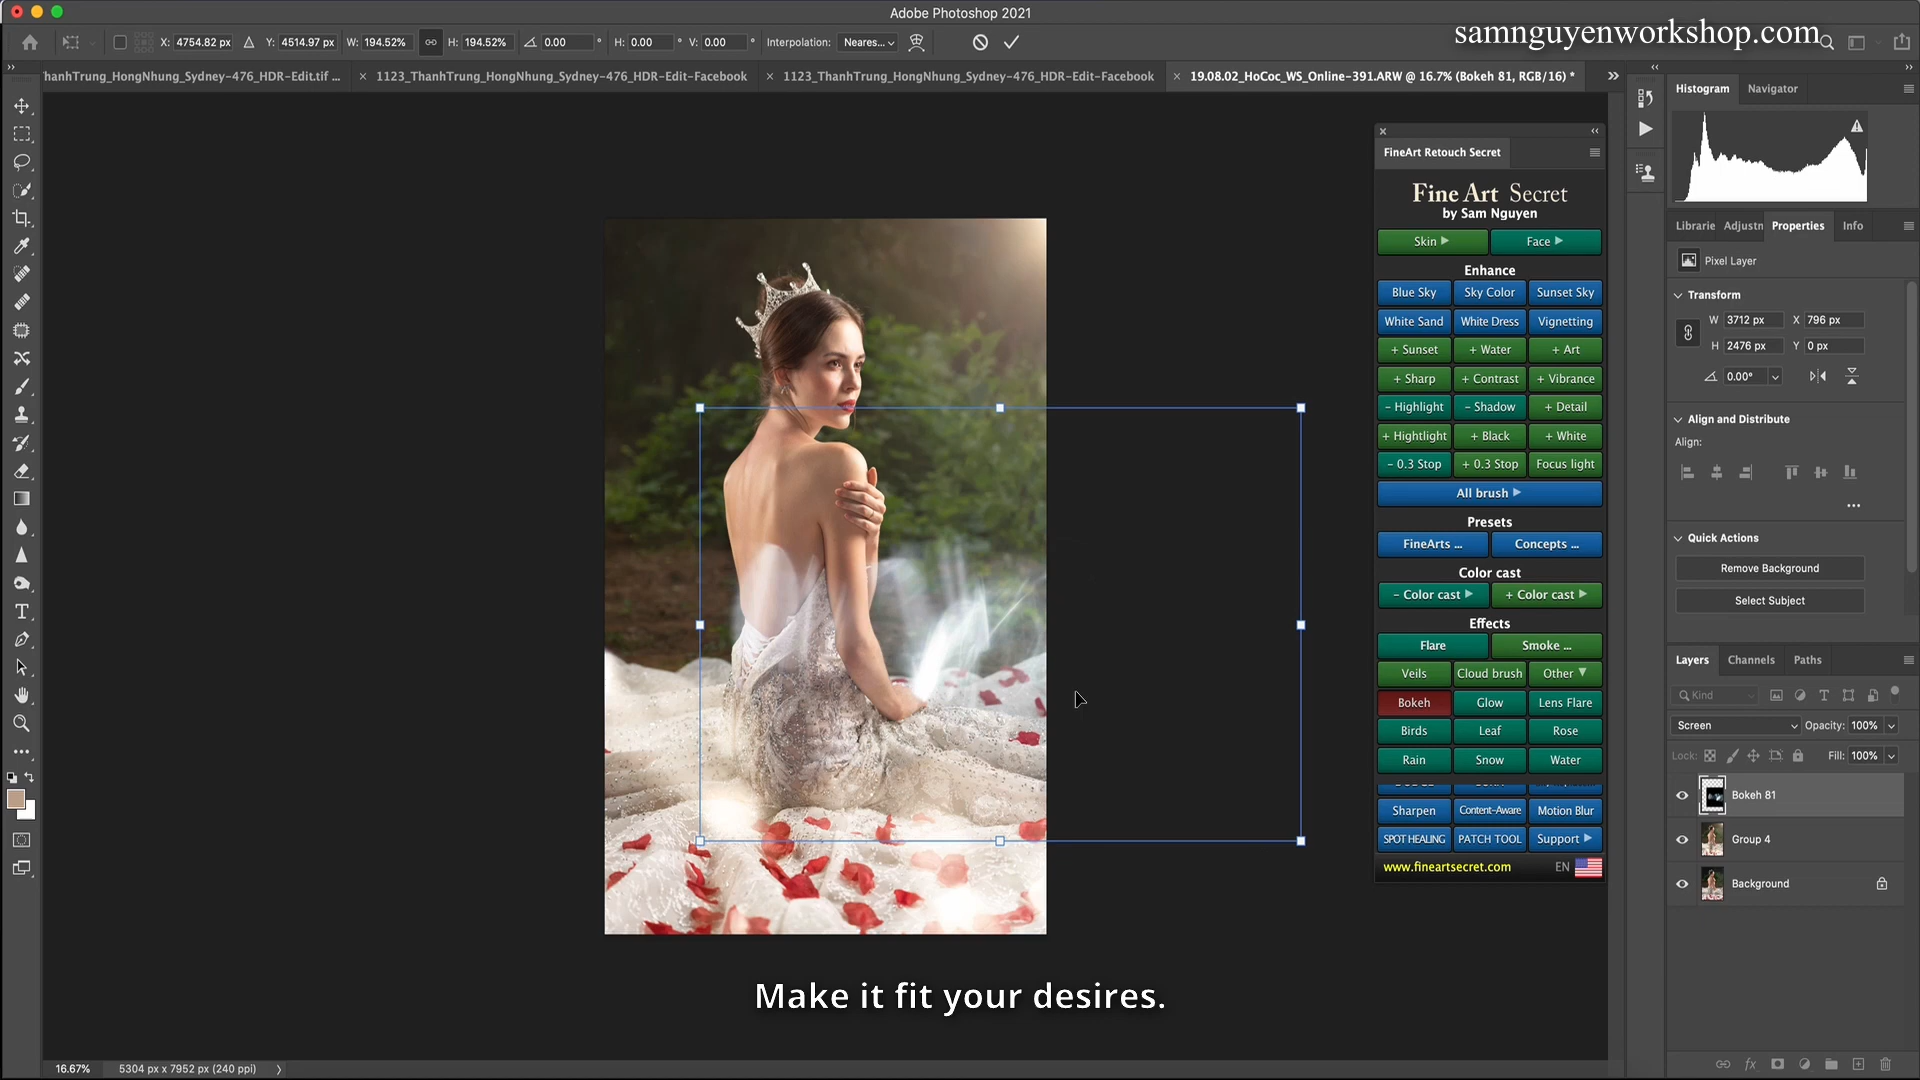 Adobe Photoshop 2021
samnguyenworkshop.com
X: 4754.82 px Y: 4514.97 px W: 194.52% H: 194.52% 0.00 ° H: 0.00 ° V: 0.00 ° Interpolation: Neares...
hanhTrung_HongNhung_Sydney-476_HDR-Edit.tif ... × 1123_ThanhTrung_HongNhung_Sydney-476_HDR-Edit-Facebook × 1123_ThanhTrung_HongNhung_Sydney-476_HDR-Edit-Facebook × 19.08.02_HoCoc_WS_Online-391.ARW @ 16.7% (Bokeh 81, RGB/16) *
FineArt Retouch Secret
Fine Art Secret
by Sam Nguyen
Skin Face
Enhance
Blue Sky Sky Color Sunset Sky
White Sand White Dress Vignetting
+ Sunset + Water + Art
+ Sharp + Contrast + Vibrance
- Highlight - Shadow + Detail
+ Hightlight + Black + White
- 0.3 Stop + 0.3 Stop Focus light
All brush
Presets
FineArts ... Concepts ...
Color cast
- Color cast + Color cast
Effects
Flare Smoke ...
Veils Cloud brush Other
Bokeh Glow Lens Flare
Birds Leaf Rose
Rain Snow Water
Sharpen Content-Aware Motion Blur
SPOT HEALING PATCH TOOL Support
www.fineartsecret.com EN
Histogram Navigator
Librarie Adjustn Properties Info
Pixel Layer
Transform
W 3712 px X 796 px
H 2476 px Y 0 px
0.00°
Align and Distribute
Align:
Quick Actions
Remove Background
Select Subject
Layers Channels Paths
Kind
Screen Opacity: 100%
Lock: Fill: 100%
Bokeh 81
Group 4
Background
Make it fit your desires.
16.67% 5304 px x 7952 px (240 ppi)